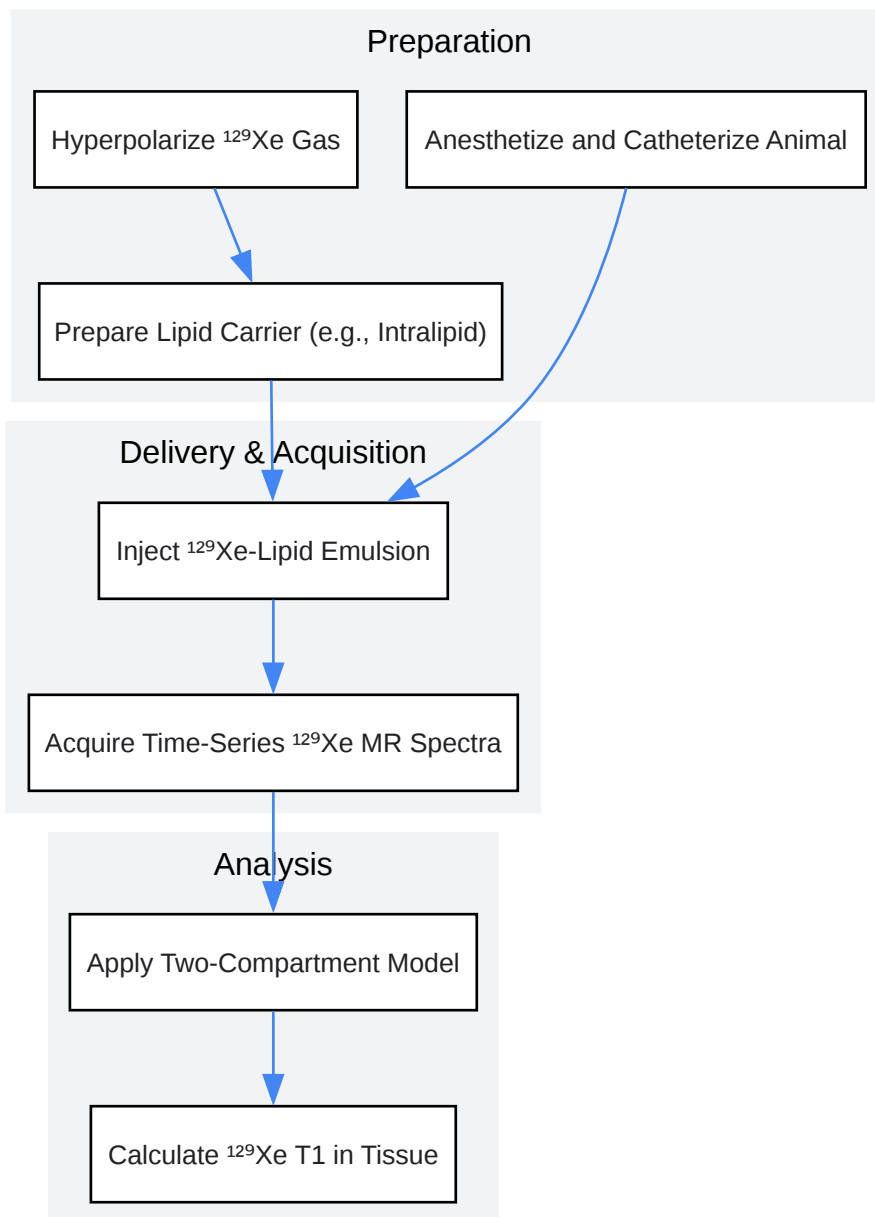 Preparation
Hyperpolarize ¹²⁹Xe Gas
Anesthetize and Catheterize Animal
Prepare Lipid Carrier (e.g., Intralipid)
Delivery & Acquisition
Inject ¹²⁹Xe-Lipid Emulsion
Acquire Time-Series ¹²⁹Xe MR Spectra
Analysis
Apply Two-Compartment Model
Calculate ¹²⁹Xe T1 in Tissue